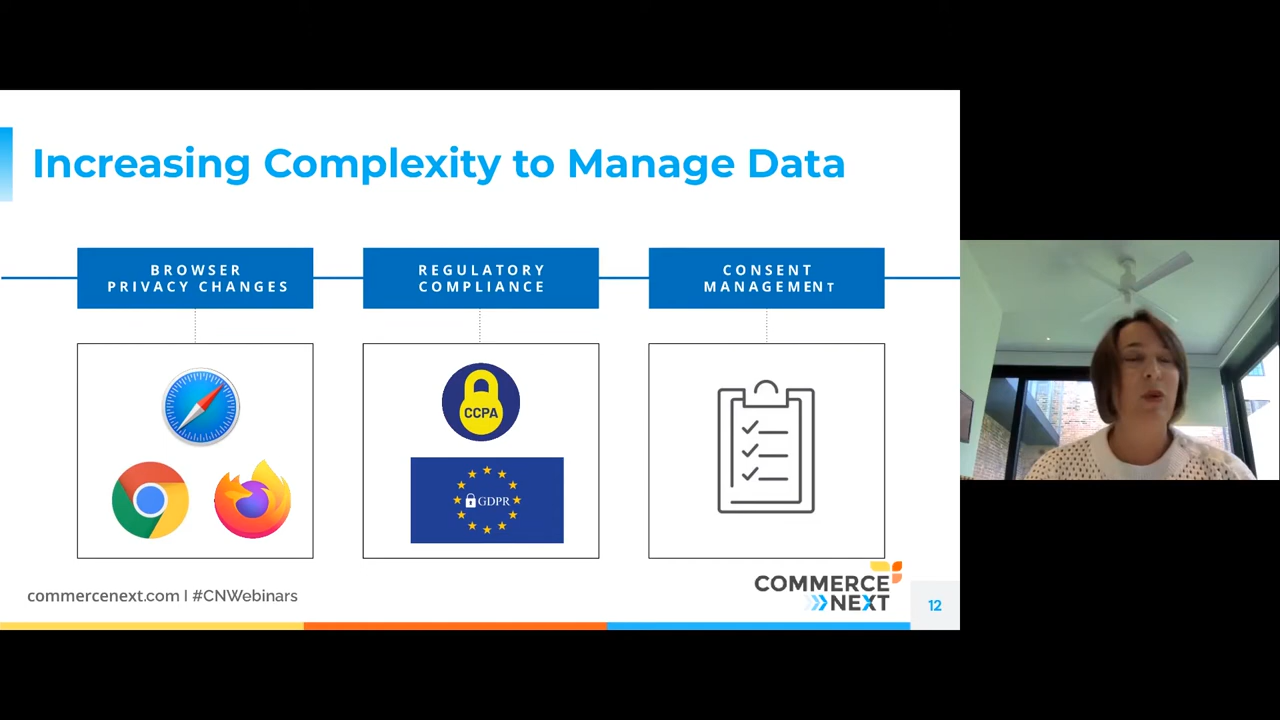 Increasing Complexity to Manage Data
BROWSER
PRIVACY CHANGES
REGULATORY
COMPLIANCE
CONSENT
MANAGEMENT
CCPA
GDPR
commercenext.com | #CNWebinars
COMMERCE
NEXT
12